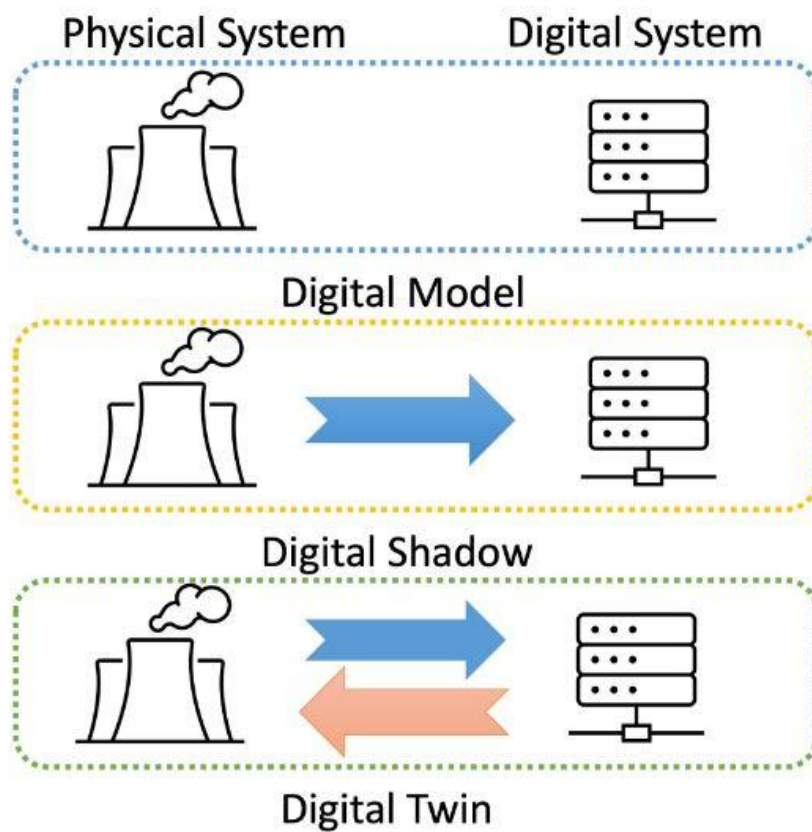 Physical System
Digital System
Digital Model
Digital Shadow
Digital Twin